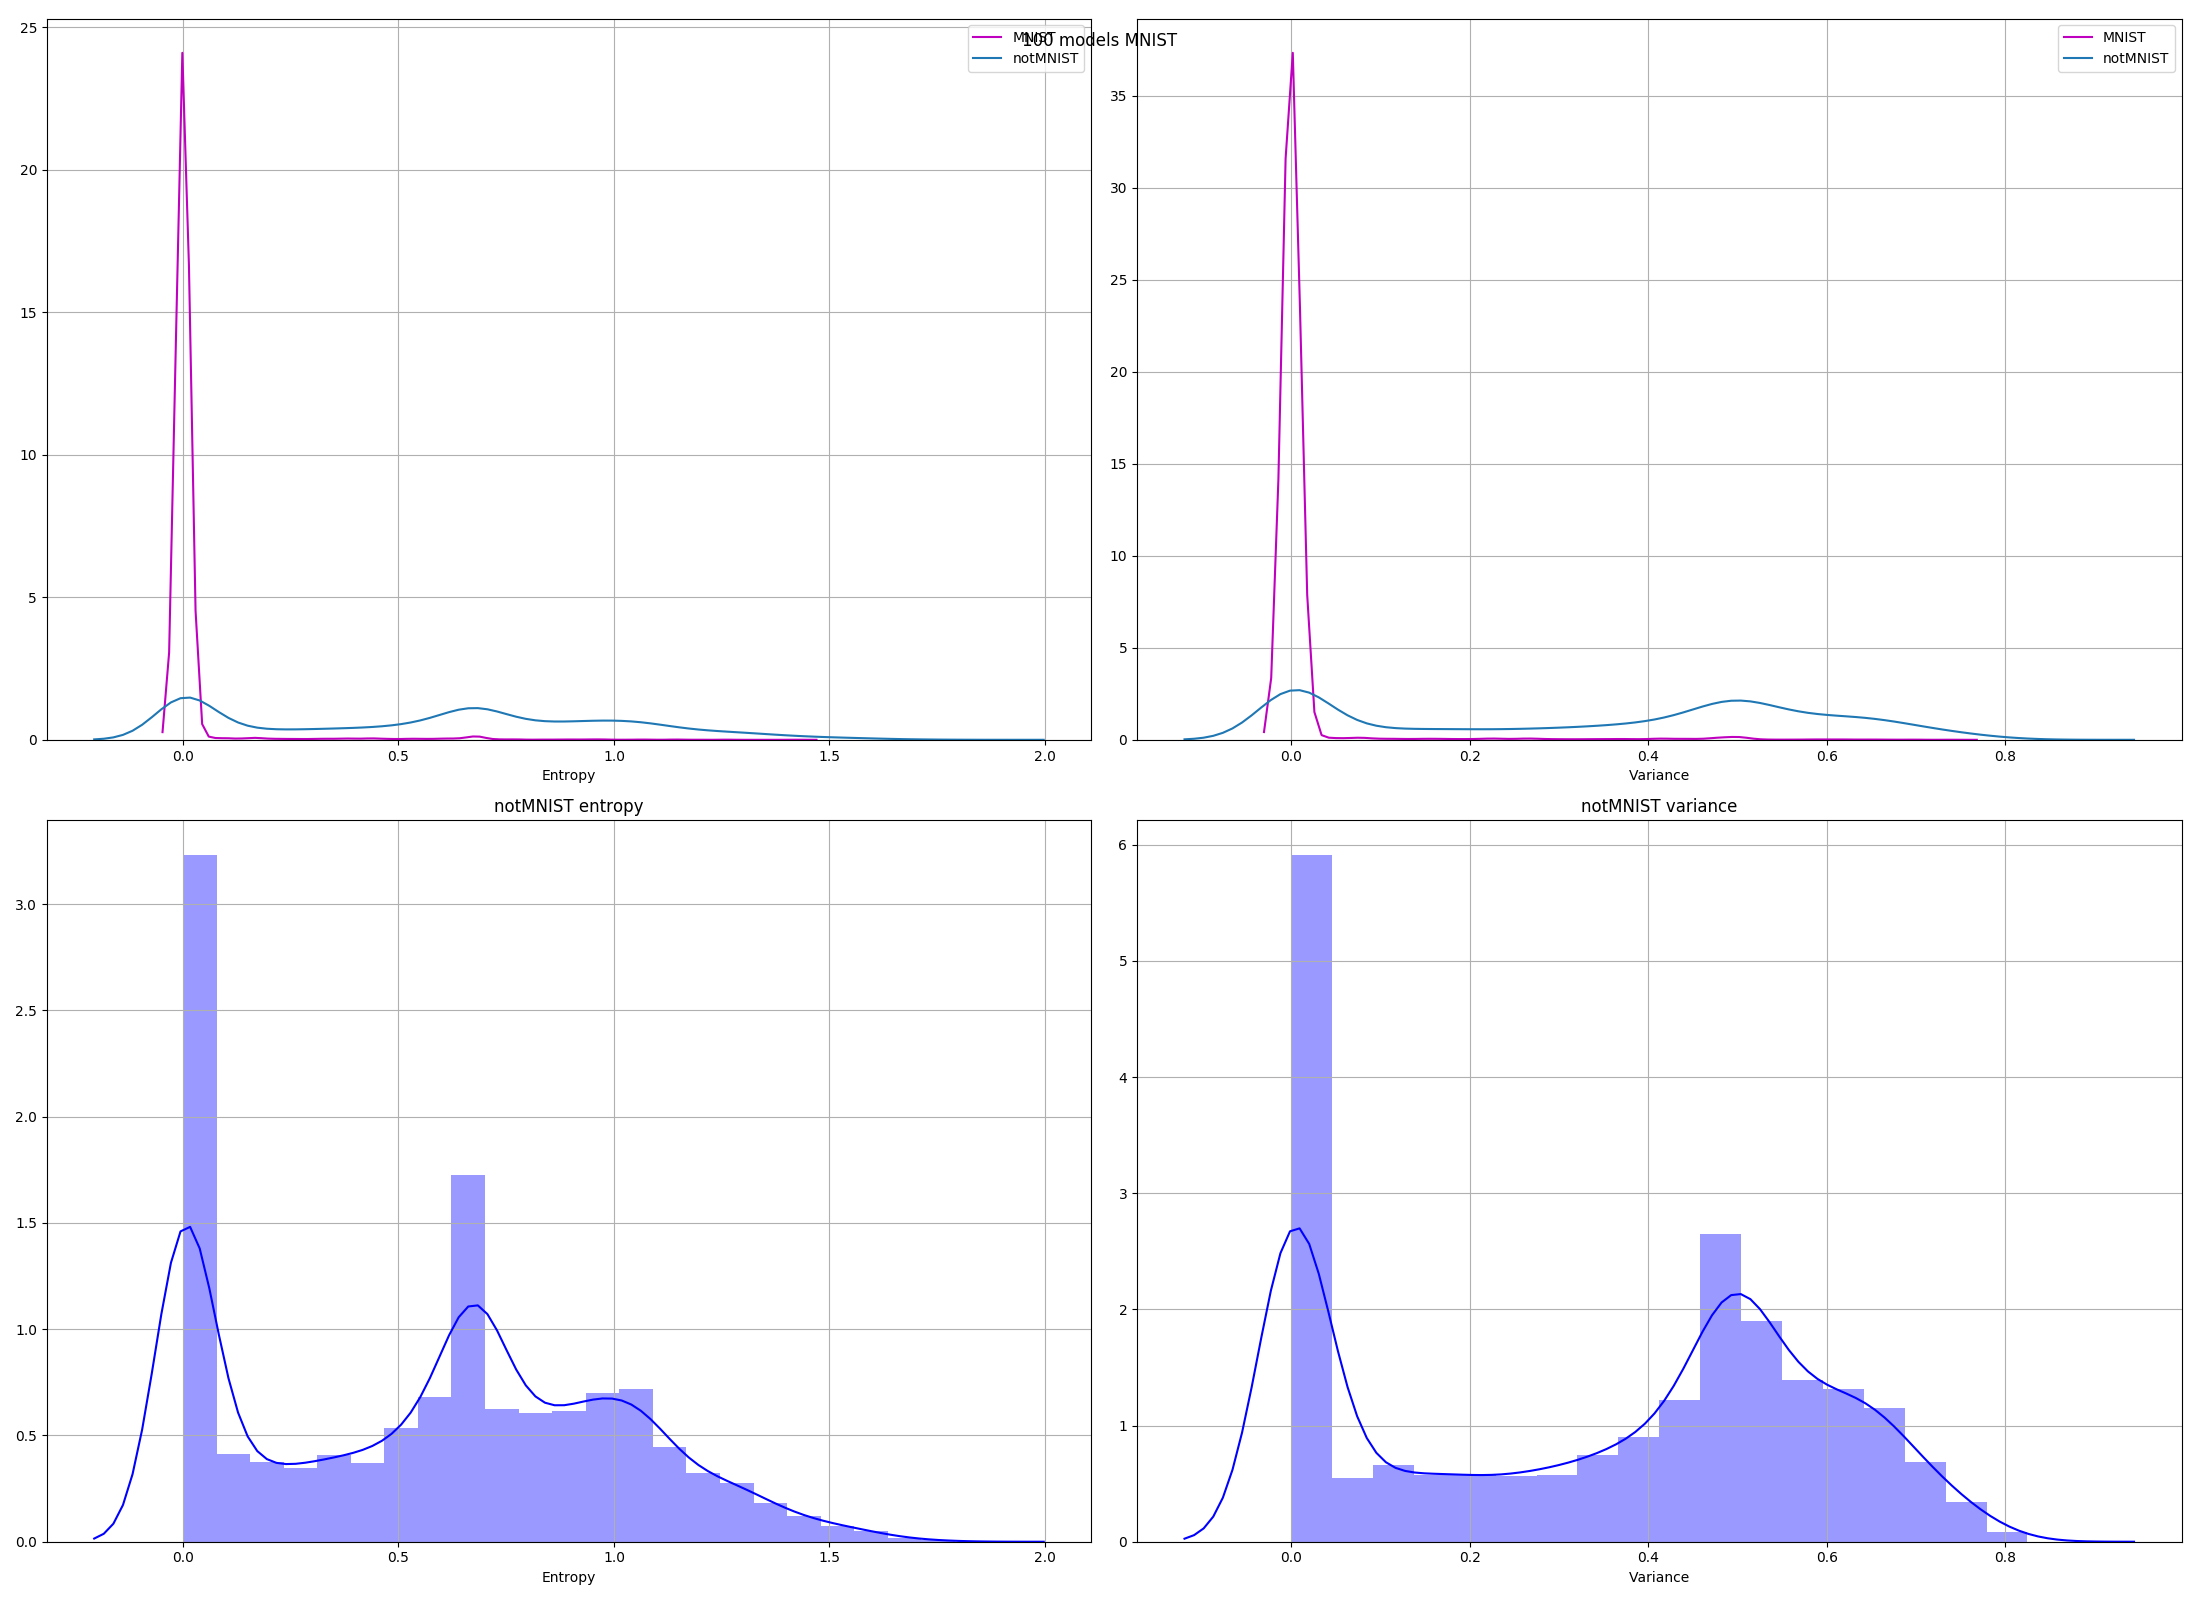 100 models MNIST
25
20
15
10
5
0
MNIST
notMNIST
0.0 0.5 1.0 1.5 2.0
Entropy
35
30
25
20
15
10
5
0
MNIST
notMNIST
0.0 0.2 0.4 0.6 0.8
Variance
notMNIST entropy
3.0
2.5
2.0
1.5
1.0
0.5
0.0
0.0 0.5 1.0 1.5 2.0
Entropy
notMNIST variance
6
5
4
3
2
1
0
0.0 0.2 0.4 0.6 0.8
Variance